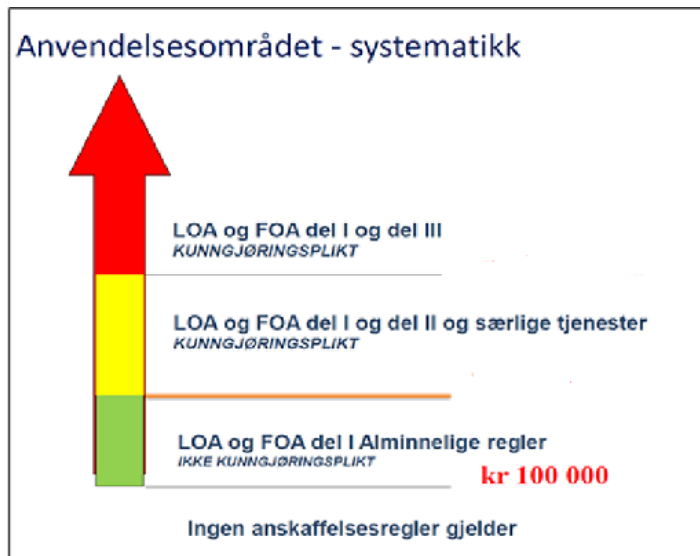 Anvendelsesområdet - systematikk
LOA og FOA del I og del III
KUNNGJØRINGSPLIKT
LOA og FOA del I og del II og særlige tjenester
KUNNGJØRINGSPLIKT
LOA og FOA del I Alminnelige regler
IKKE KUNNGJØRINGSPLIKT
kr 100 000
Ingen anskaffelsesregler gjelder